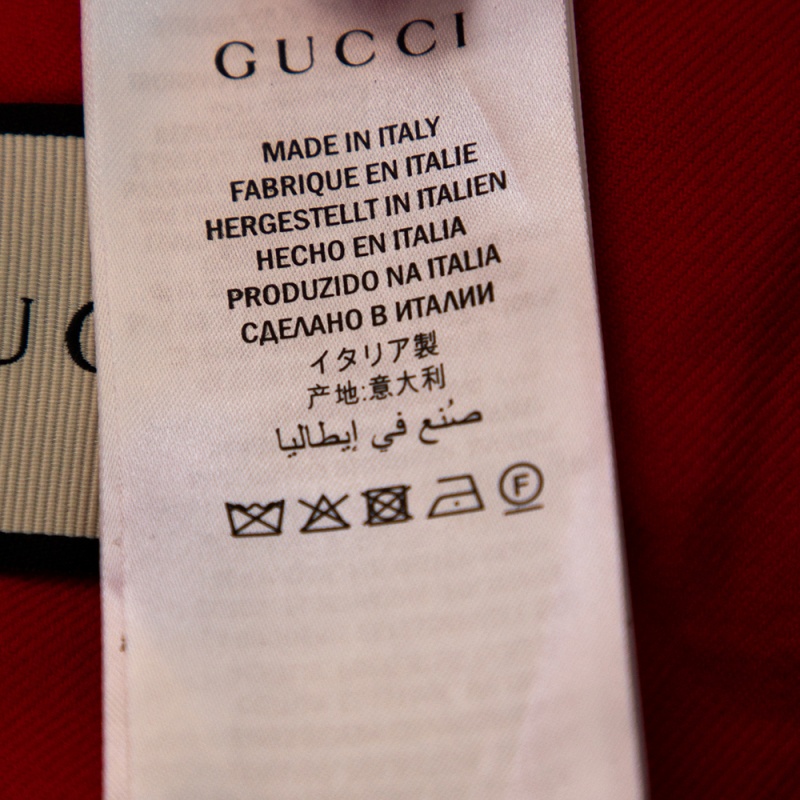 GUCCI
MADE IN ITALY
FABRIQUE EN ITALIE
HERGESTELLT IN ITALIEN
HECHO EN ITALIA
PRODUZIDO NA ITALIA
СДЕЛАНО В ИТАЛИИ
イタリア製
产地:意大利
صُنع في إيطاليا
F